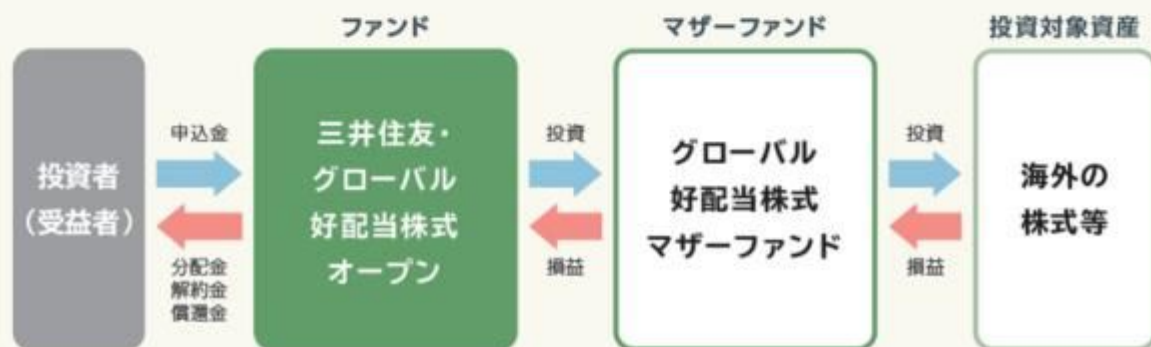 ファンド
マザーファンド
投資対象資産
投資者
(受益者)
申込金
分配金
解約金
償還金
三井住友・
グローバル
好配当株式
オープン
投資
損益
グローバル
好配当株式
マザーファンド
投資
損益
海外の
株式等